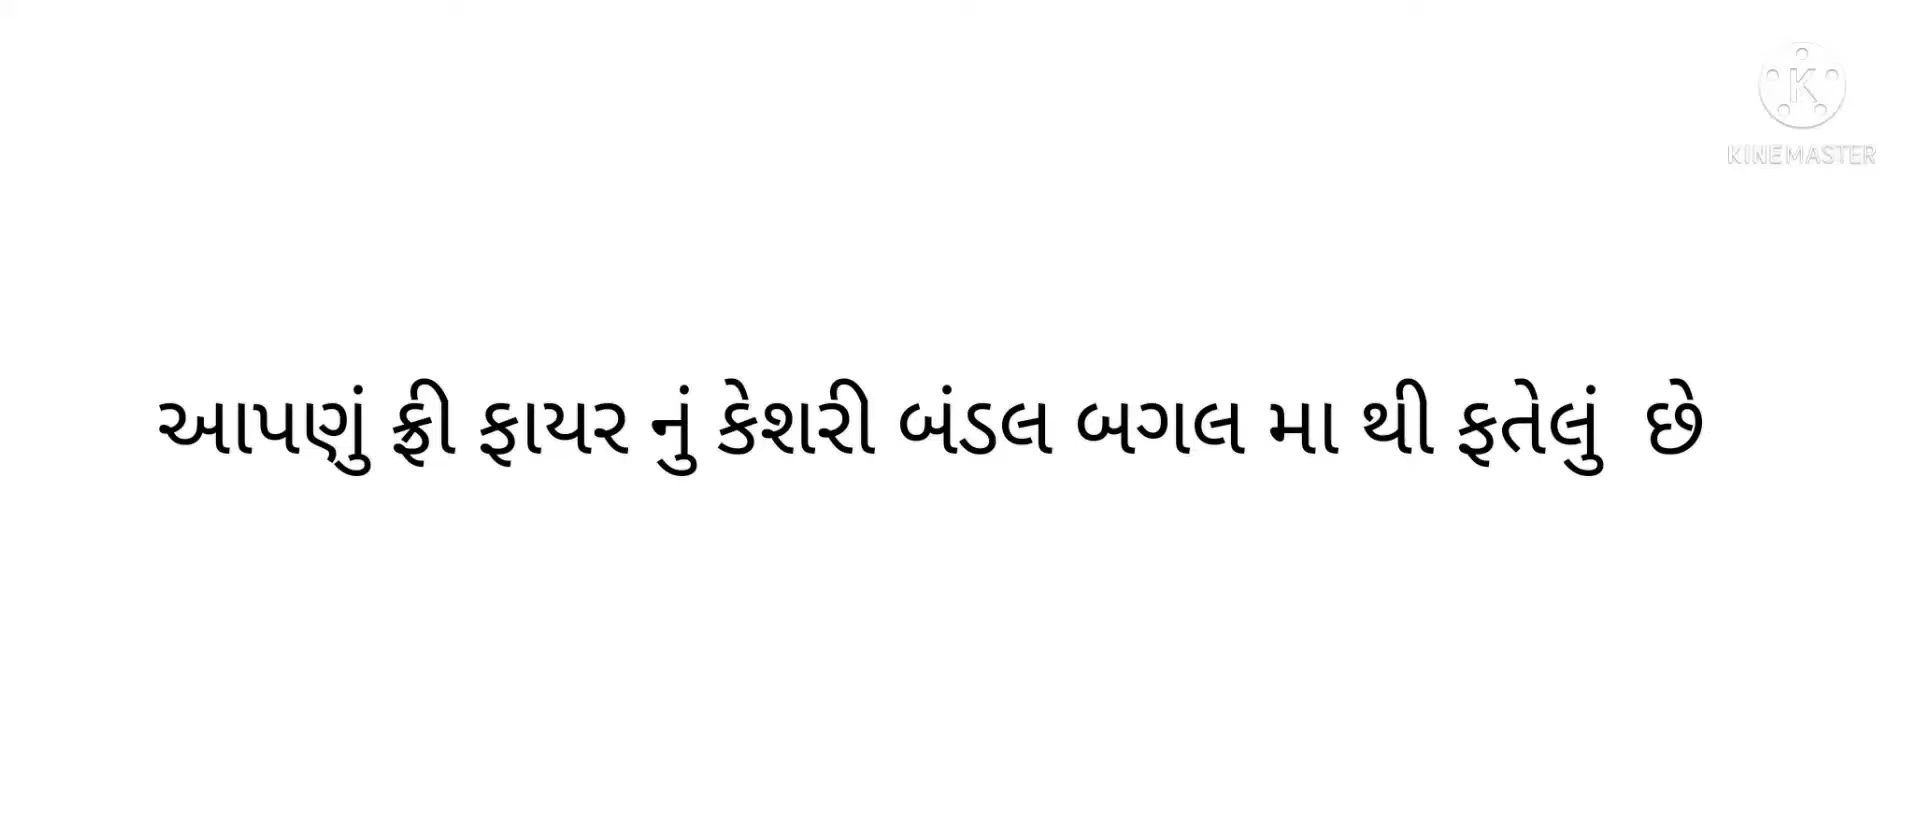 KINEMASTER
આપણું ફ્રી ફાયર નું કેશરી બંડલ બગલ મા થી ફતેલું છે